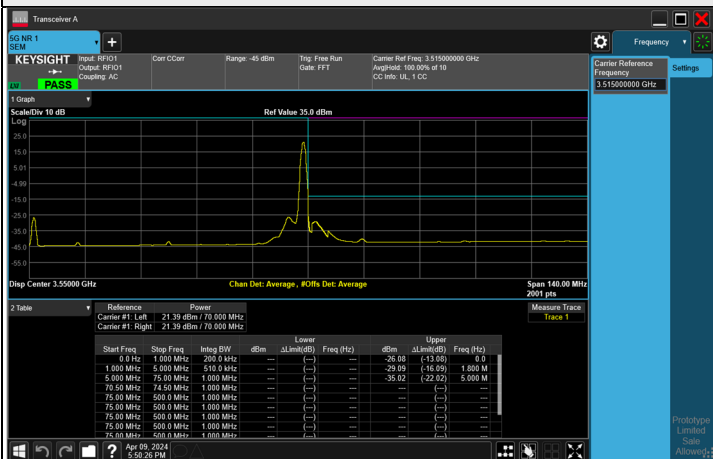 Transceiver A
5G NR 1
SEM
Frequency
KEYSIGHT
Input: RFIO1
Output: RFIO1
Coupling: AC
Corr CCorr
Range: -45 dBm
Trig: Free Run
Gate: FFT
Carrier Ref Freq: 3.515000000 GHz
Avg|Hold: 100.00% of 10
CC Info: UL, 1 CC
PASS
Carrier Reference
Frequency
3.515000000 GHz
Settings
1 Graph
Scale/Div 10 dB
Ref Value 35.0 dBm
Log
25.0
15.0
5.01
-4.99
-15.0
-25.0
-35.0
-45.0
-55.0
Disp Center 3.55000 GHz
Chan Det: Average, #Offs Det: Average
Span 140.00 MHz
2001 pts
2 Table
Reference Power
Carrier #1: Left 21.39 dBm / 70.000 MHz
Carrier #1: Right 21.39 dBm / 70.000 MHz
Measure Trace
Trace 1
Lower Upper
Start Freq Stop Freq Integ BW dBm ΔLimit(dB) Freq (Hz) dBm ΔLimit(dB) Freq (Hz)
0.0 Hz 1.000 MHz 200.0 kHz --- (---) --- -26.08 (-13.08) 0.0
1.000 MHz 5.000 MHz 510.0 kHz --- (---) --- -29.09 (-16.09) 1.800 M
5.000 MHz 75.00 MHz 1.000 MHz --- (---) --- -35.02 (-22.02) 5.000 M
70.50 MHz 74.50 MHz 1.000 MHz --- (---) --- --- (---) ---
75.00 MHz 500.0 MHz 1.000 MHz --- (---) --- --- (---) ---
75.00 MHz 500.0 MHz 1.000 MHz --- (---) --- --- (---) ---
75.00 MHz 500.0 MHz 1.000 MHz --- (---) --- --- (---) ---
75.00 MHz 500.0 MHz 1.000 MHz --- (---) --- --- (---) ---
75.00 MHz 500.0 MHz 1.000 MHz --- (---) --- --- (---) ---
Prototype
Limited
Sale
Allowed
?
Apr 09, 2024
5:50:26 PM